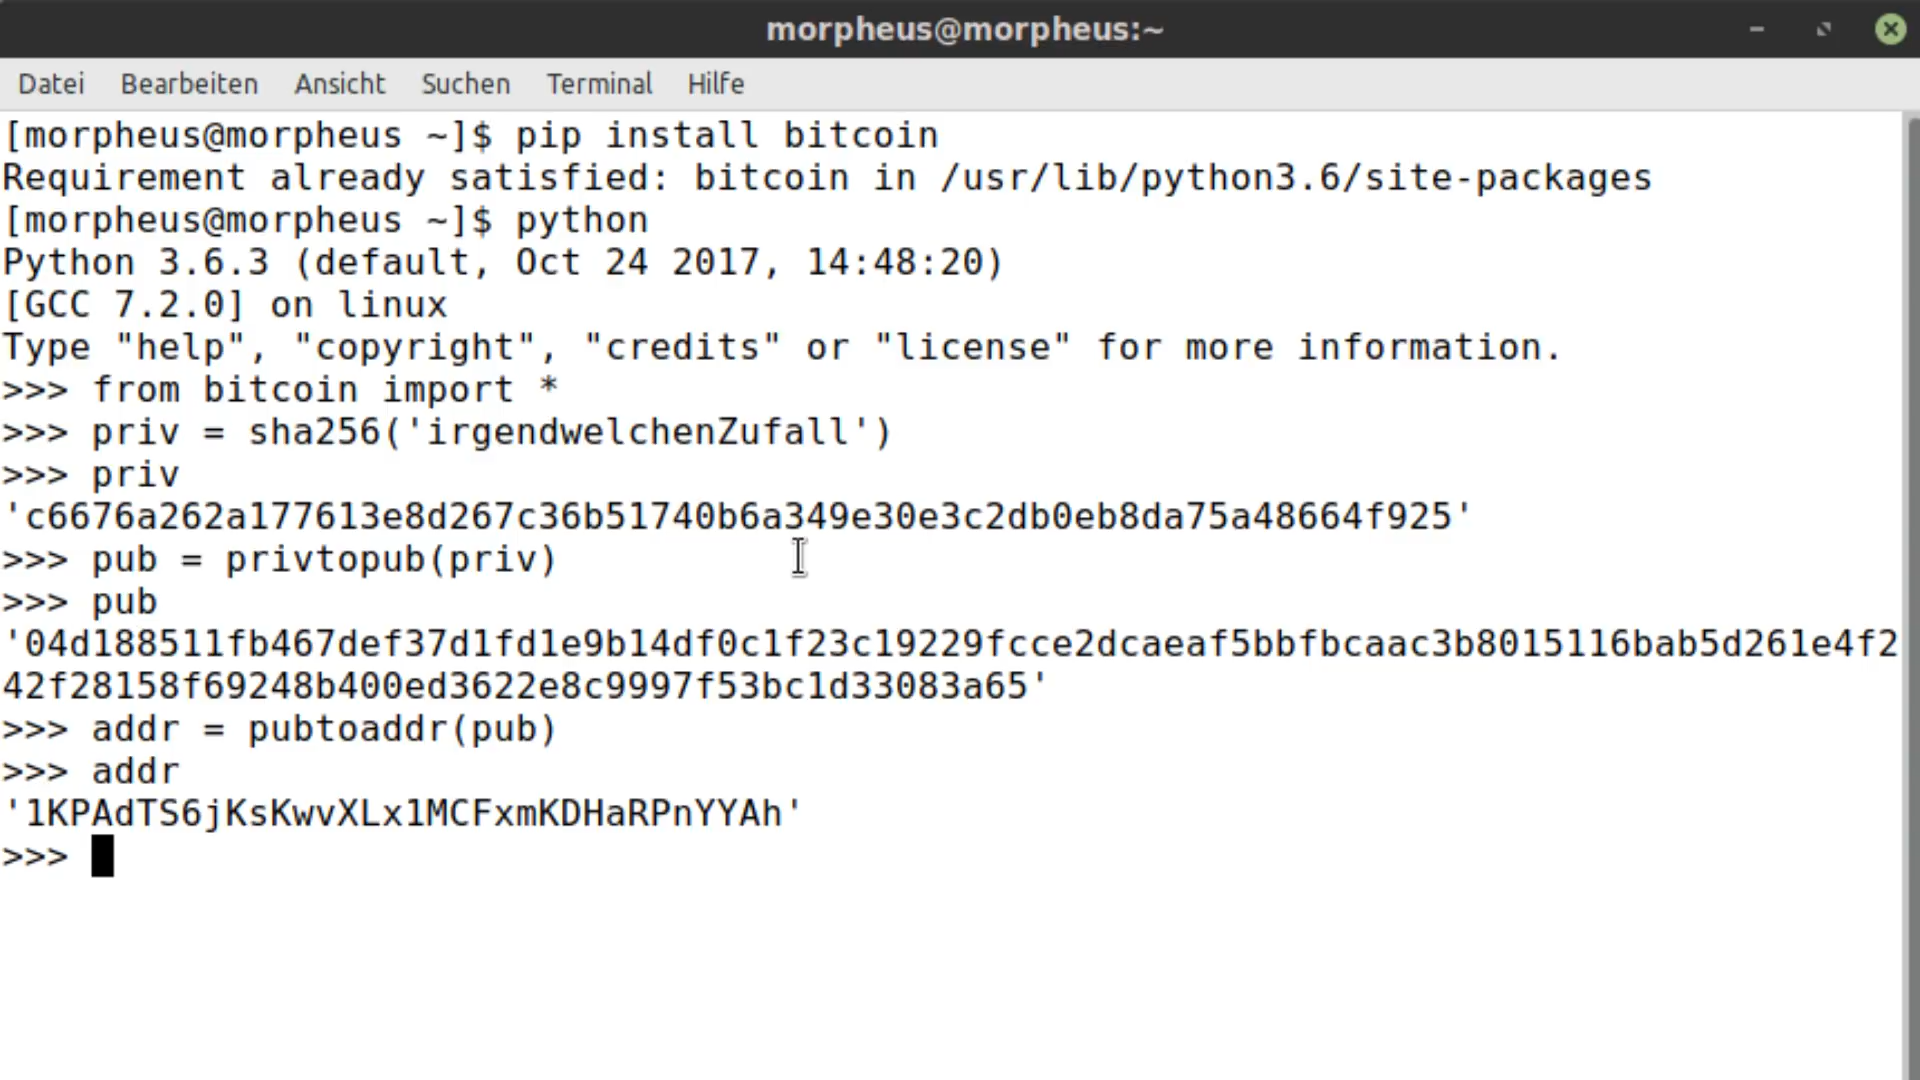 morpheus@morpheus:~
Datei Bearbeiten Ansicht Suchen Terminal Hilfe
[morpheus@morpheus ~]$ pip install bitcoin
Requirement already satisfied: bitcoin in /usr/lib/python3.6/site-packages
[morpheus@morpheus ~]$ python
Python 3.6.3 (default, Oct 24 2017, 14:48:20)
[GCC 7.2.0] on linux
Type "help", "copyright", "credits" or "license" for more information.
>>> from bitcoin import *
>>> priv = sha256('irgendwelchenZufall')
>>> priv
'c6676a262a177613e8d267c36b51740b6a349e30e3c2db0eb8da75a48664f925'
>>> pub = privtopub(priv)
>>> pub
'04d188511fb467def37d1fd1e9b14df0c1f23c19229fcce2dcaeaf5bbfbcaac3b8015116bab5d261e4f2
42f28158f69248b400ed3622e8c9997f53bc1d33083a65'
>>> addr = pubtoaddr(pub)
>>> addr
'1KPAdTS6jKsKwvXLx1MCFxmKDHaRPnYYAh'
>>>